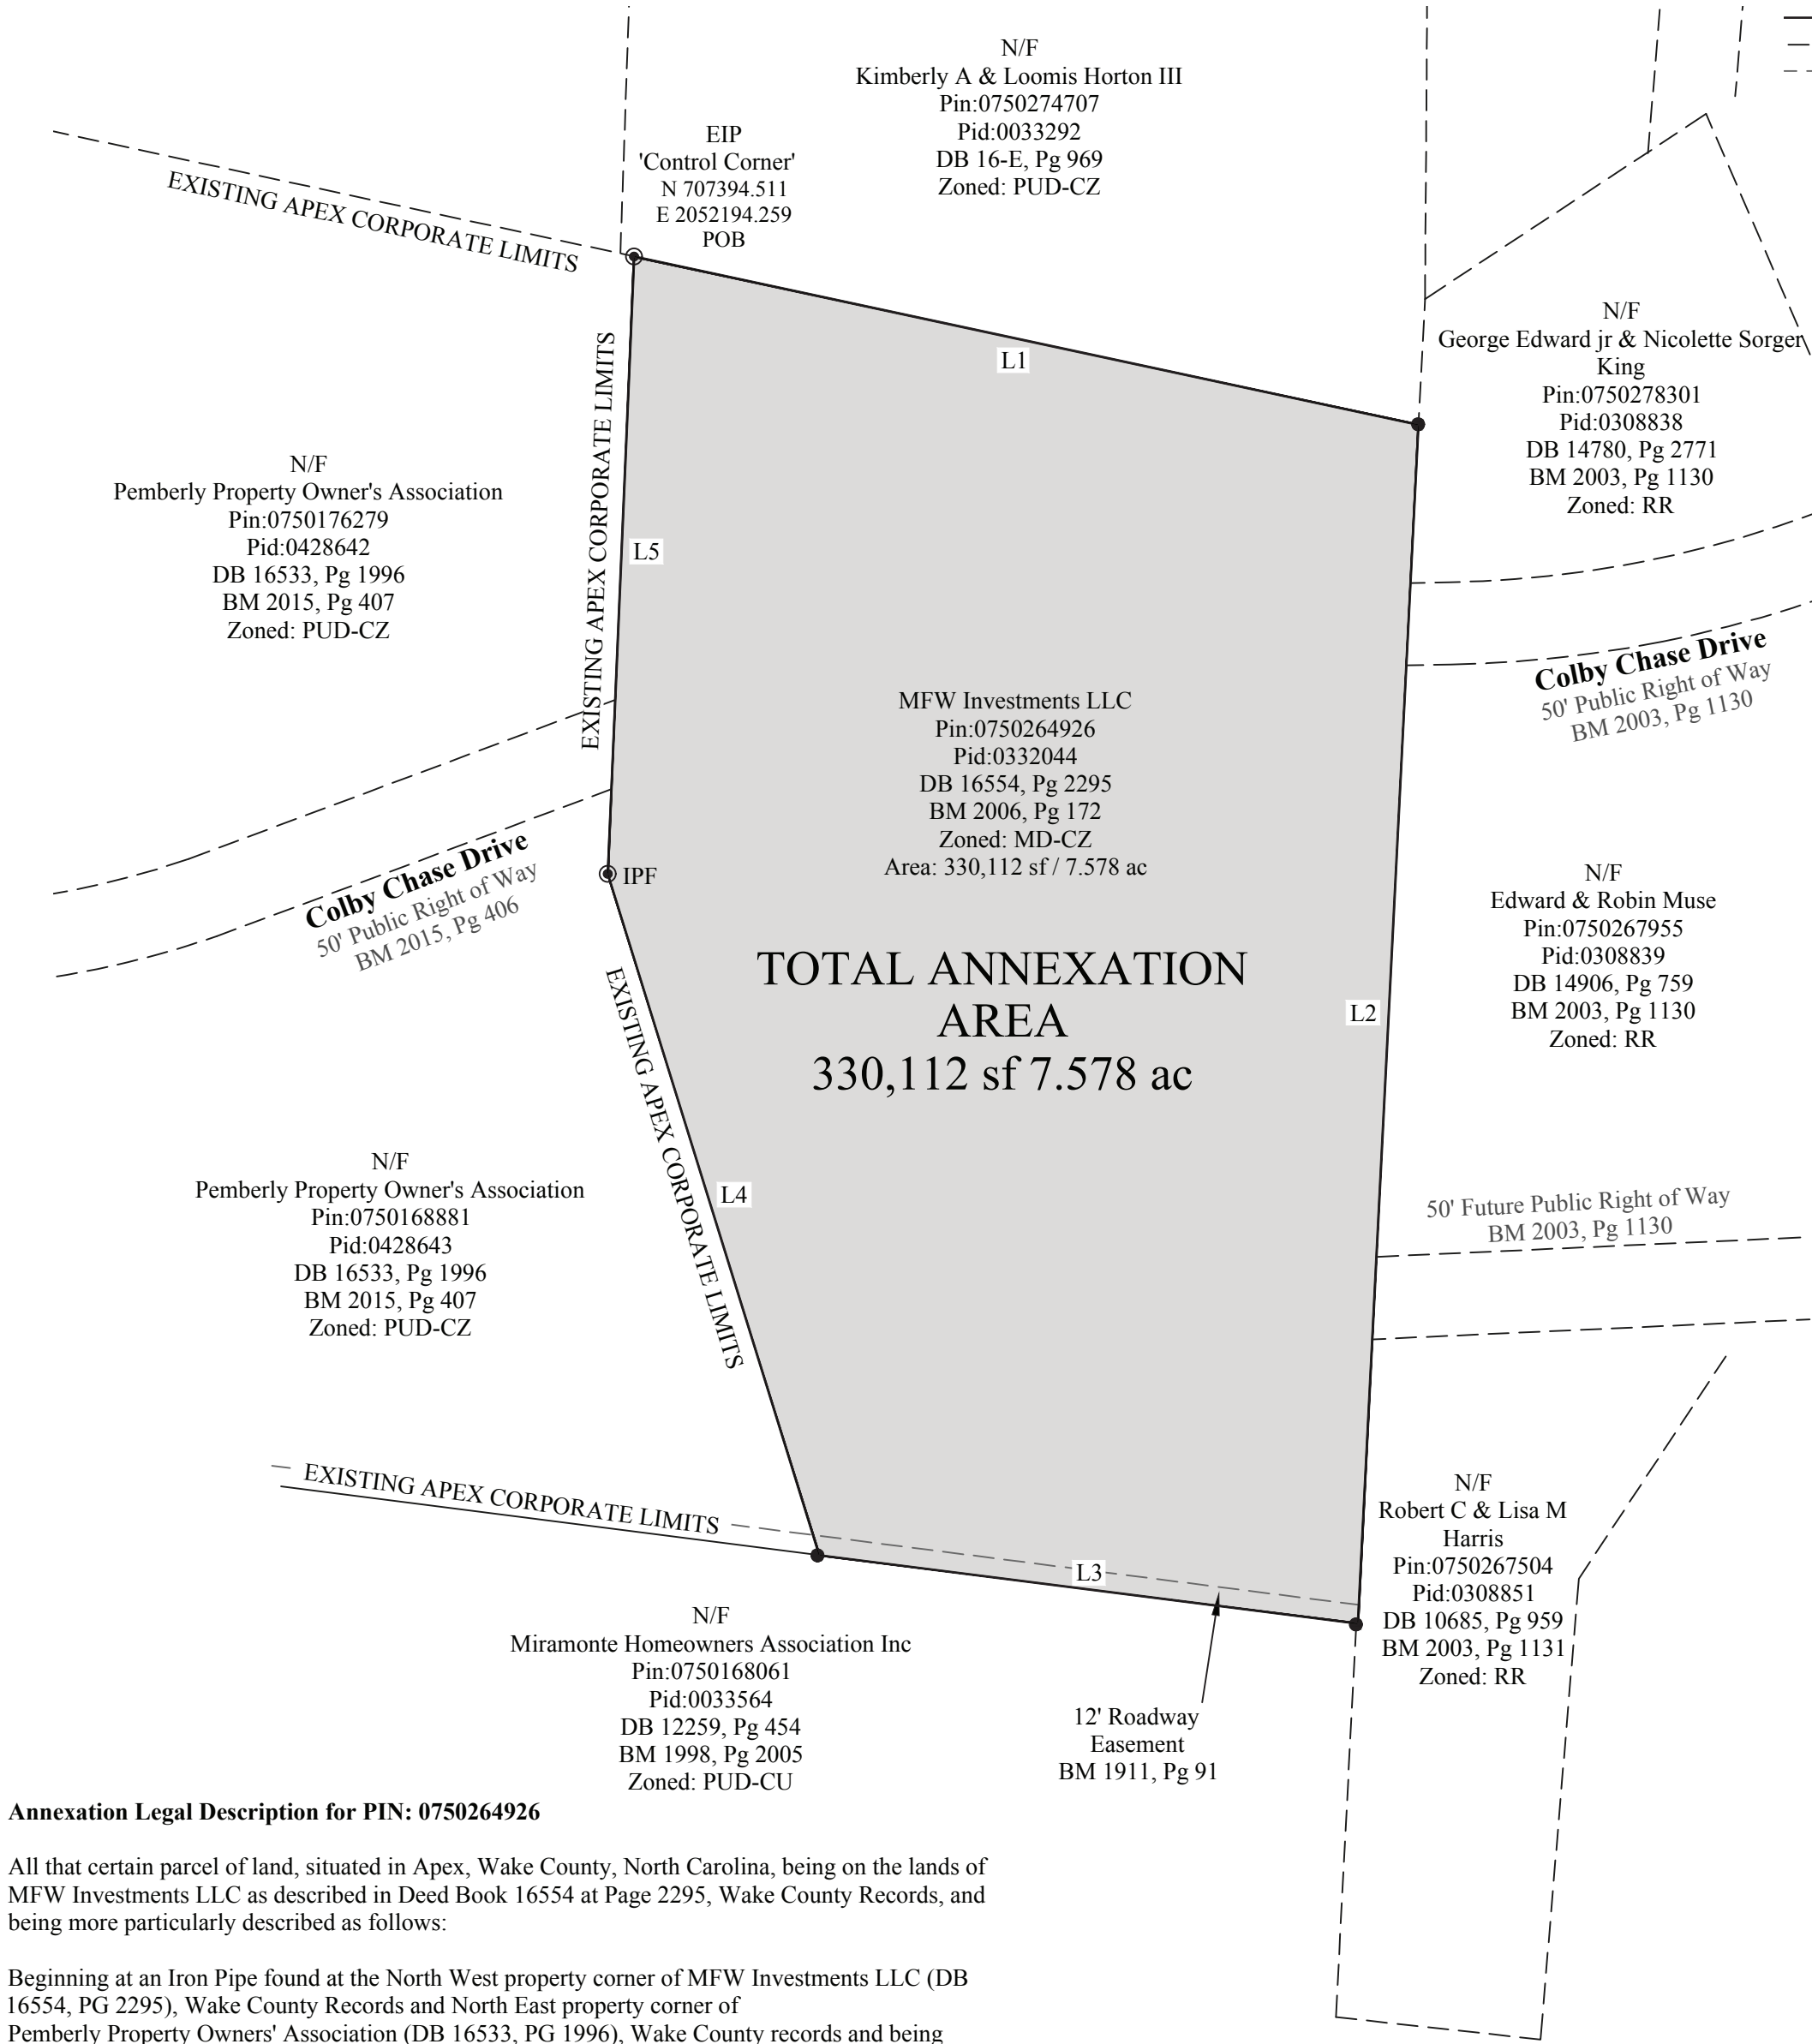 N/F
Kimberly A & Loomis Horton III
Pin:0750274707
Pid:0033292
DB 16-E, Pg 969
Zoned: PUD-CZ
EIP
'Control Corner'
N 707394.511
E 2052194.259
POB
EXISTING APEX CORPORATE LIMITS
L1
N/F
George Edward jr & Nicolette Sorger
King
Pin:0750278301
Pid:0308838
DB 14780, Pg 2771
BM 2003, Pg 1130
Zoned: RR
EXISTING APEX CORPORATE LIMITS
N/F
Pemberly Property Owner's Association
Pin:0750176279
Pid:0428642
DB 16533, Pg 1996
BM 2015, Pg 407
Zoned: PUD-CZ
L5
Colby Chase Drive
50' Public Right of Way
BM 2003, Pg 1130
MFW Investments LLC
Pin:0750264926
Pid:0332044
DB 16554, Pg 2295
BM 2006, Pg 172
Zoned: MD-CZ
Area: 330,112 sf / 7.578 ac
Colby Chase Drive
50' Public Right of Way
BM 2015, Pg 406
IPF
N/F
Edward & Robin Muse
Pin:0750267955
Pid:0308839
DB 14906, Pg 759
BM 2003, Pg 1130
Zoned: RR
TOTAL ANNEXATION
AREA
330,112 sf 7.578 ac
L2
EXISTING APEX CORPORATE LIMITS
L4
N/F
Pemberly Property Owner's Association
Pin:0750168881
Pid:0428643
DB 16533, Pg 1996
BM 2015, Pg 407
Zoned: PUD-CZ
50' Future Public Right of Way
BM 2003, Pg 1130
EXISTING APEX CORPORATE LIMITS
L3
N/F
Robert C & Lisa M
Harris
Pin:0750267504
Pid:0308851
DB 10685, Pg 959
BM 2003, Pg 1131
Zoned: RR
N/F
Miramonte Homeowners Association Inc
Pin:0750168061
Pid:0033564
DB 12259, Pg 454
BM 1998, Pg 2005
Zoned: PUD-CU
12' Roadway
Easement
BM 1911, Pg 91
Annexation Legal Description for PIN: 0750264926
All that certain parcel of land, situated in Apex, Wake County, North Carolina, being on the lands of
MFW Investments LLC as described in Deed Book 16554 at Page 2295, Wake County Records, and
being more particularly described as follows:
Beginning at an Iron Pipe found at the North West property corner of MFW Investments LLC (DB
16554, PG 2295), Wake County Records and North East property corner of
Pemberly Property Owners' Association (DB 16533, PG 1996), Wake County records and being